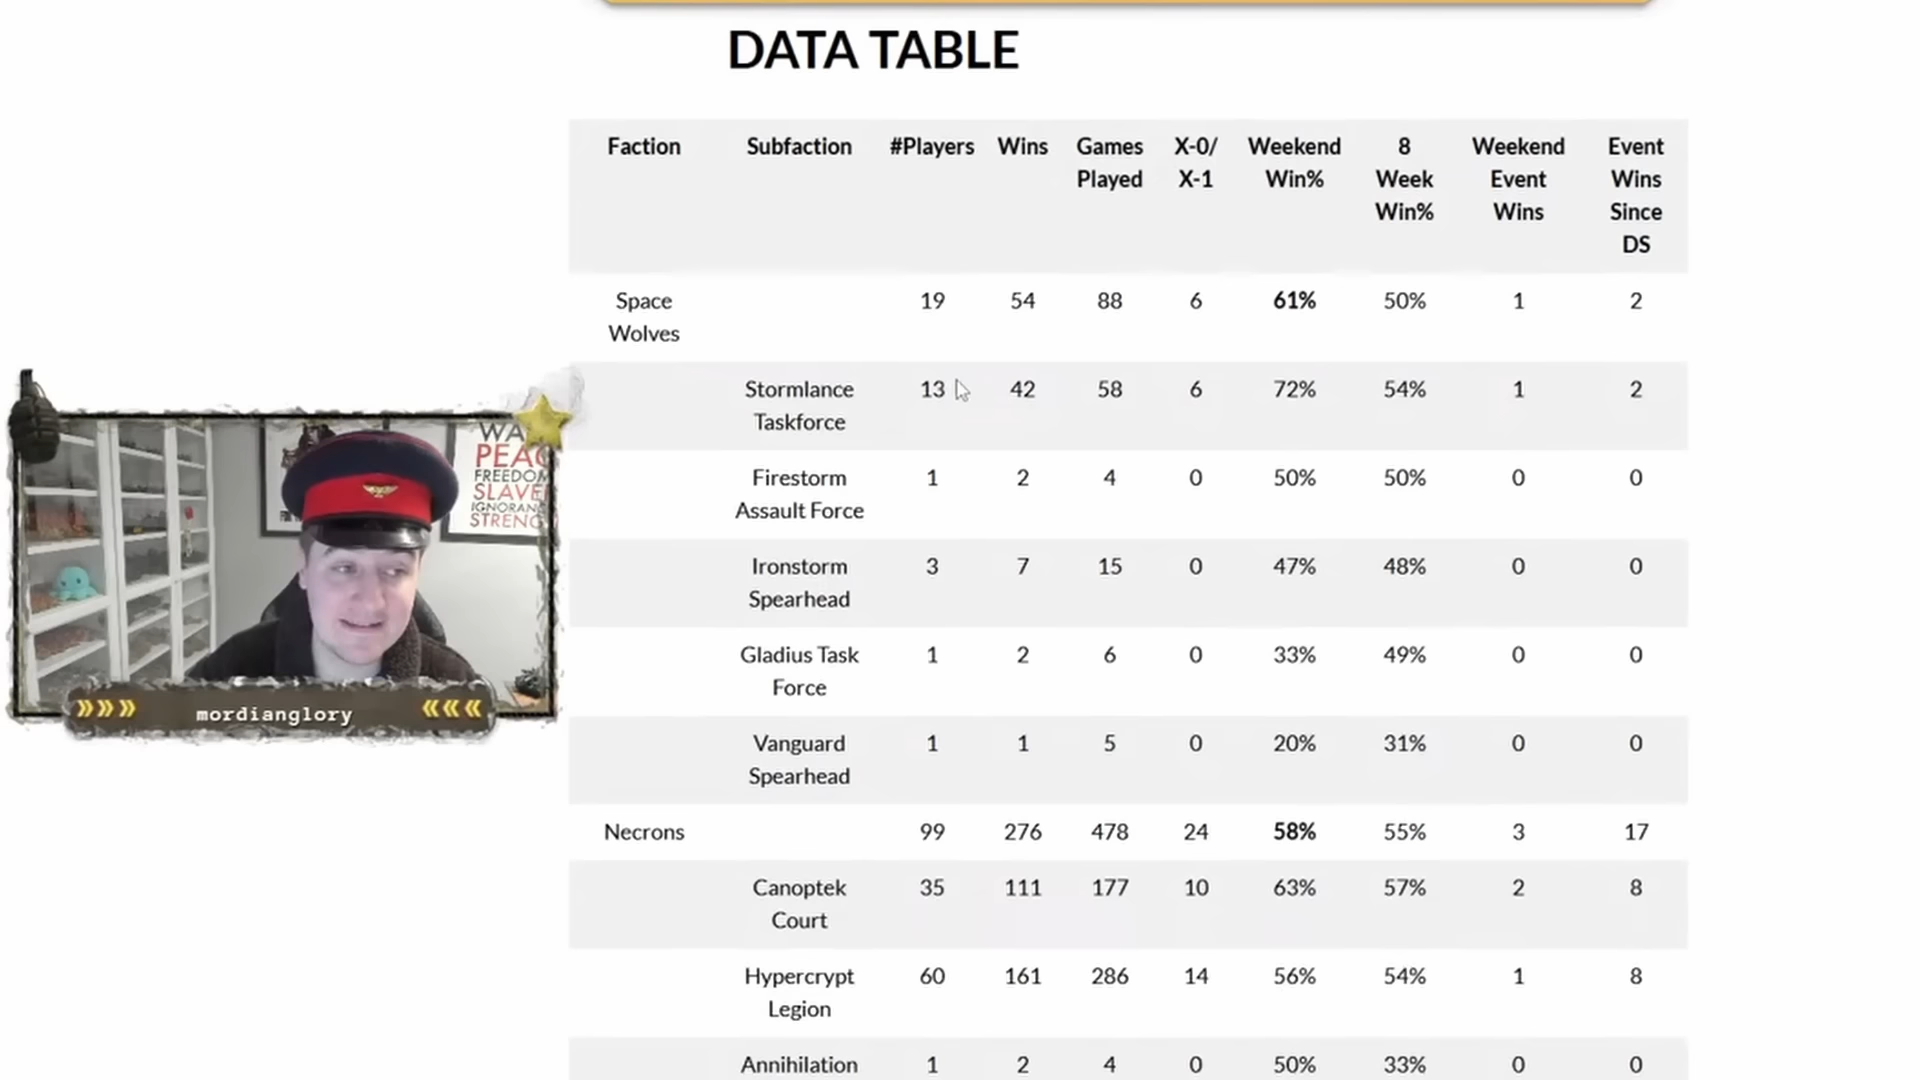 DATA TABLE
Faction Subfaction #Players Wins Games Played X-0/ X-1 Weekend Win% 8 Week Win% Weekend Event Wins Event Wins Since DS
Space Wolves 19 54 88 6 61% 50% 1 2
Stormlance Taskforce 13 42 58 6 72% 54% 1 2
Firestorm Assault Force 1 2 4 0 50% 50% 0 0
Ironstorm Spearhead 3 7 15 0 47% 48% 0 0
Gladius Task Force 1 2 6 0 33% 49% 0 0
Vanguard Spearhead 1 1 5 0 20% 31% 0 0
Necrons 99 276 478 24 58% 55% 3 17
Canoptek Court 35 111 177 10 63% 57% 2 8
Hypercrypt Legion 60 161 286 14 56% 54% 1 8
Annihilation 1 2 4 0 50% 33% 0 0
WA
PEAC
FREEDOM
SLAVE
IGNORAN
STRENG
mordianglory